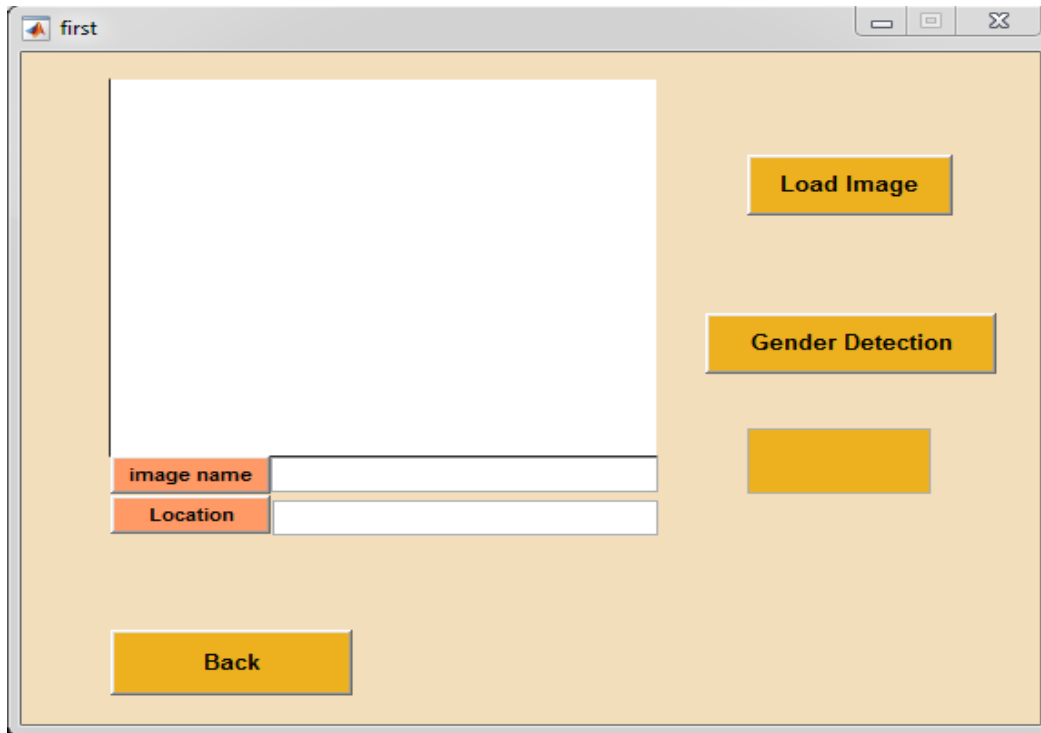 first
Load Image
Gender Detection
image name
Location
Back